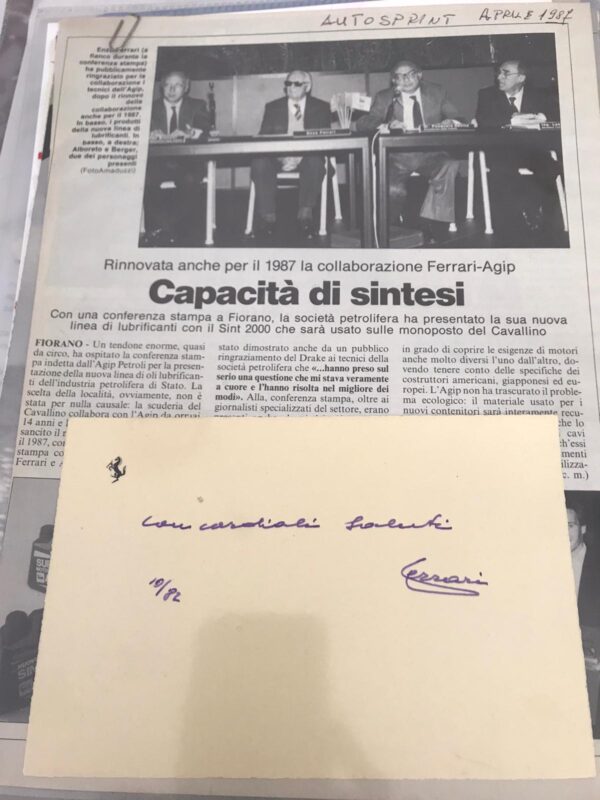 AUTOSPRINT APRILE 1987
Enzo Ferrari (a
fianco durante la
conferenza stampa)
ha pubblicamente
ringraziato per la
collaborazione i
tecnici dell'Agip,
dopo il rinnovo
della
collaborazione
anche per il 1987.
In basso, i prodotti
della nuova linea di
lubrificanti. In
basso, a destra:
Alboreto e Berger,
due dei personaggi
presenti
(FotoAmaduzzi)
Enzo Ferrari
Rinnovata anche per il 1987 la collaborazione Ferrari-Agip
Capacità di sintesi
Con una conferenza stampa a Fiorano, la società petrolifera ha presentato la sua nuova
linea di lubrificanti con il Sint 2000 che sarà usato sulle monoposto del Cavallino
FIORANO - Un tendone enorme, quasi
da circo, ha ospitato la conferenza stam-
pa indetta dall'Agip Petroli per la presen-
tazione della nuova linea di oli lubrifican-
ti dell'industria petrolifera di Stato. La
scelta della località, ovviamente, non è
stata per nulla casuale: la scuderia del
Cavallino collabora con l'Agip da ormai
14 anni e l
sancito il r
il 1987, con
stampa co
Ferrari e A
stato dimostrato anche da un pubblico
ringraziamento del Drake ai tecnici della
società petrolifera che «...hanno preso sul
serio una questione che mi stava veramente
a cuore e l'hanno risolta nel migliore dei
modi». Alla, conferenza stampa, oltre ai
giornalisti specializzati del settore, erano
in grado di coprire le esigenze di motori
anche molto diversi l'uno dall'altro, do-
vendo tenere conto delle specifiche dei
costruttori americani, giapponesi ed eu-
ropei. L'Agip non ha trascurato il proble-
ma ecologico: il materiale usato per i
nuovi contenitori sarà interamente recu-
che lo
cavi
ch'essi
menti
tilizza-
c. m.)
con cordiali saluti
Ferrari
10/82